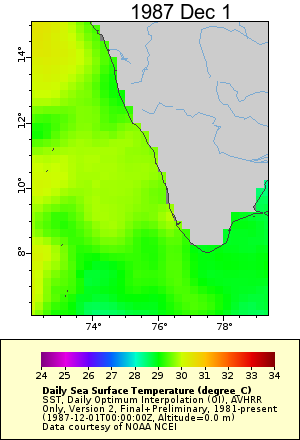 1987 Dec 1
14°
12°
10°
8°
74° 76° 78°
24 25 26 27 28 29 30 31 32 33 34
Daily Sea Surface Temperature (degree_C)
SST, Daily Optimum Interpolation (OI), AVHRR
Only, Version 2, Final+Preliminary, 1981-present
(1987-12-01T00:00:00Z, Altitude=0.0 m)
Data courtesy of NOAA NCEI